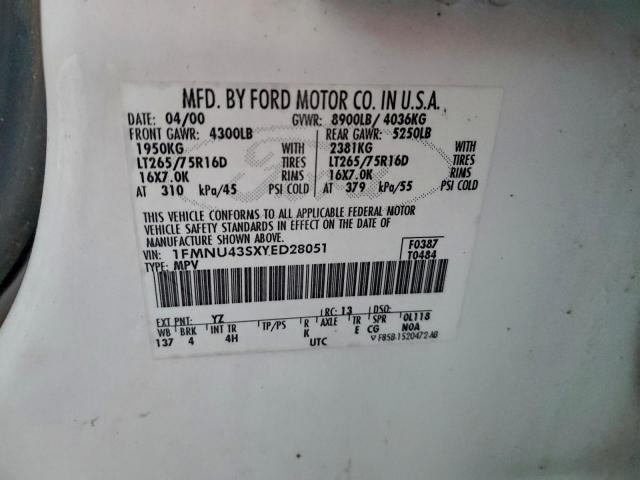 MFD. BY FORD MOTOR CO. IN U.S.A.
DATE: 04/00 GVWR: 8900LB/ 4036KG
FRONT GAWR: 4300LB REAR GAWR: 5250LB
1950KG WITH 2381KG WITH
LT265/75R16D TIRES LT265/75R16D TIRES
16X7.0K RIMS 16X7.0K RIMS
AT 310 kPa/45 PSI COLD AT 379 kPa/55 PSI COLD
THIS VEHICLE CONFORMS TO ALL APPLICABLE FEDERAL MOTOR
VEHICLE SAFETY STANDARDS IN EFFECT ON THE DATE OF
MANUFACTURE SHOWN ABOVE.
VIN: 1FMNU43SXYED28051 F0387
TYPE: MPV T0484
EXT PNT: YZ RC: 13 DSO:
WB BRK INT TR TP/PS R AXLE TR SPR 0L118
137 4 4H K E CG N0A
UTC ▽ F85B-1520472-AB